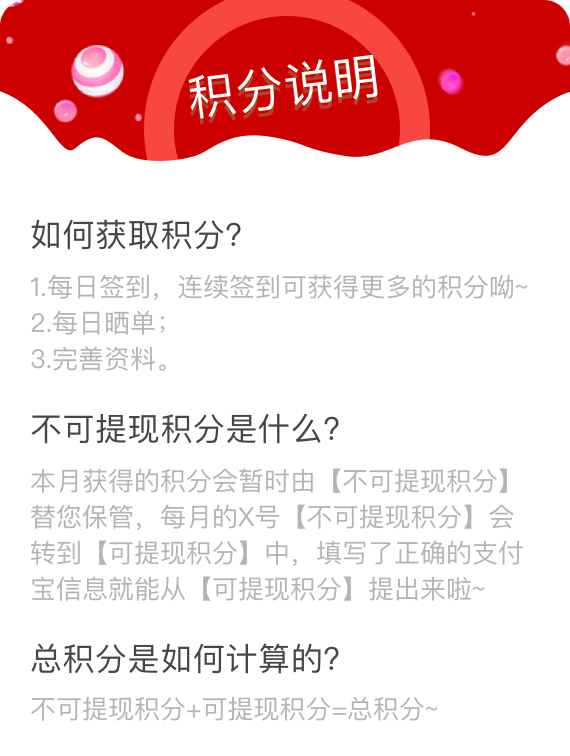 积分说明
如何获取积分?
1.每日签到，连续签到可获得更多的积分呦~
2.每日晒单；
3.完善资料。
不可提现积分是什么?
本月获得的积分会暂时由【不可提现积分】
替您保管，每月的X号【不可提现积分】会
转到【可提现积分】中，填写了正确的支付
宝信息就能从【可提现积分】提出来啦~
总积分是如何计算的?
不可提现积分+可提现积分=总积分~